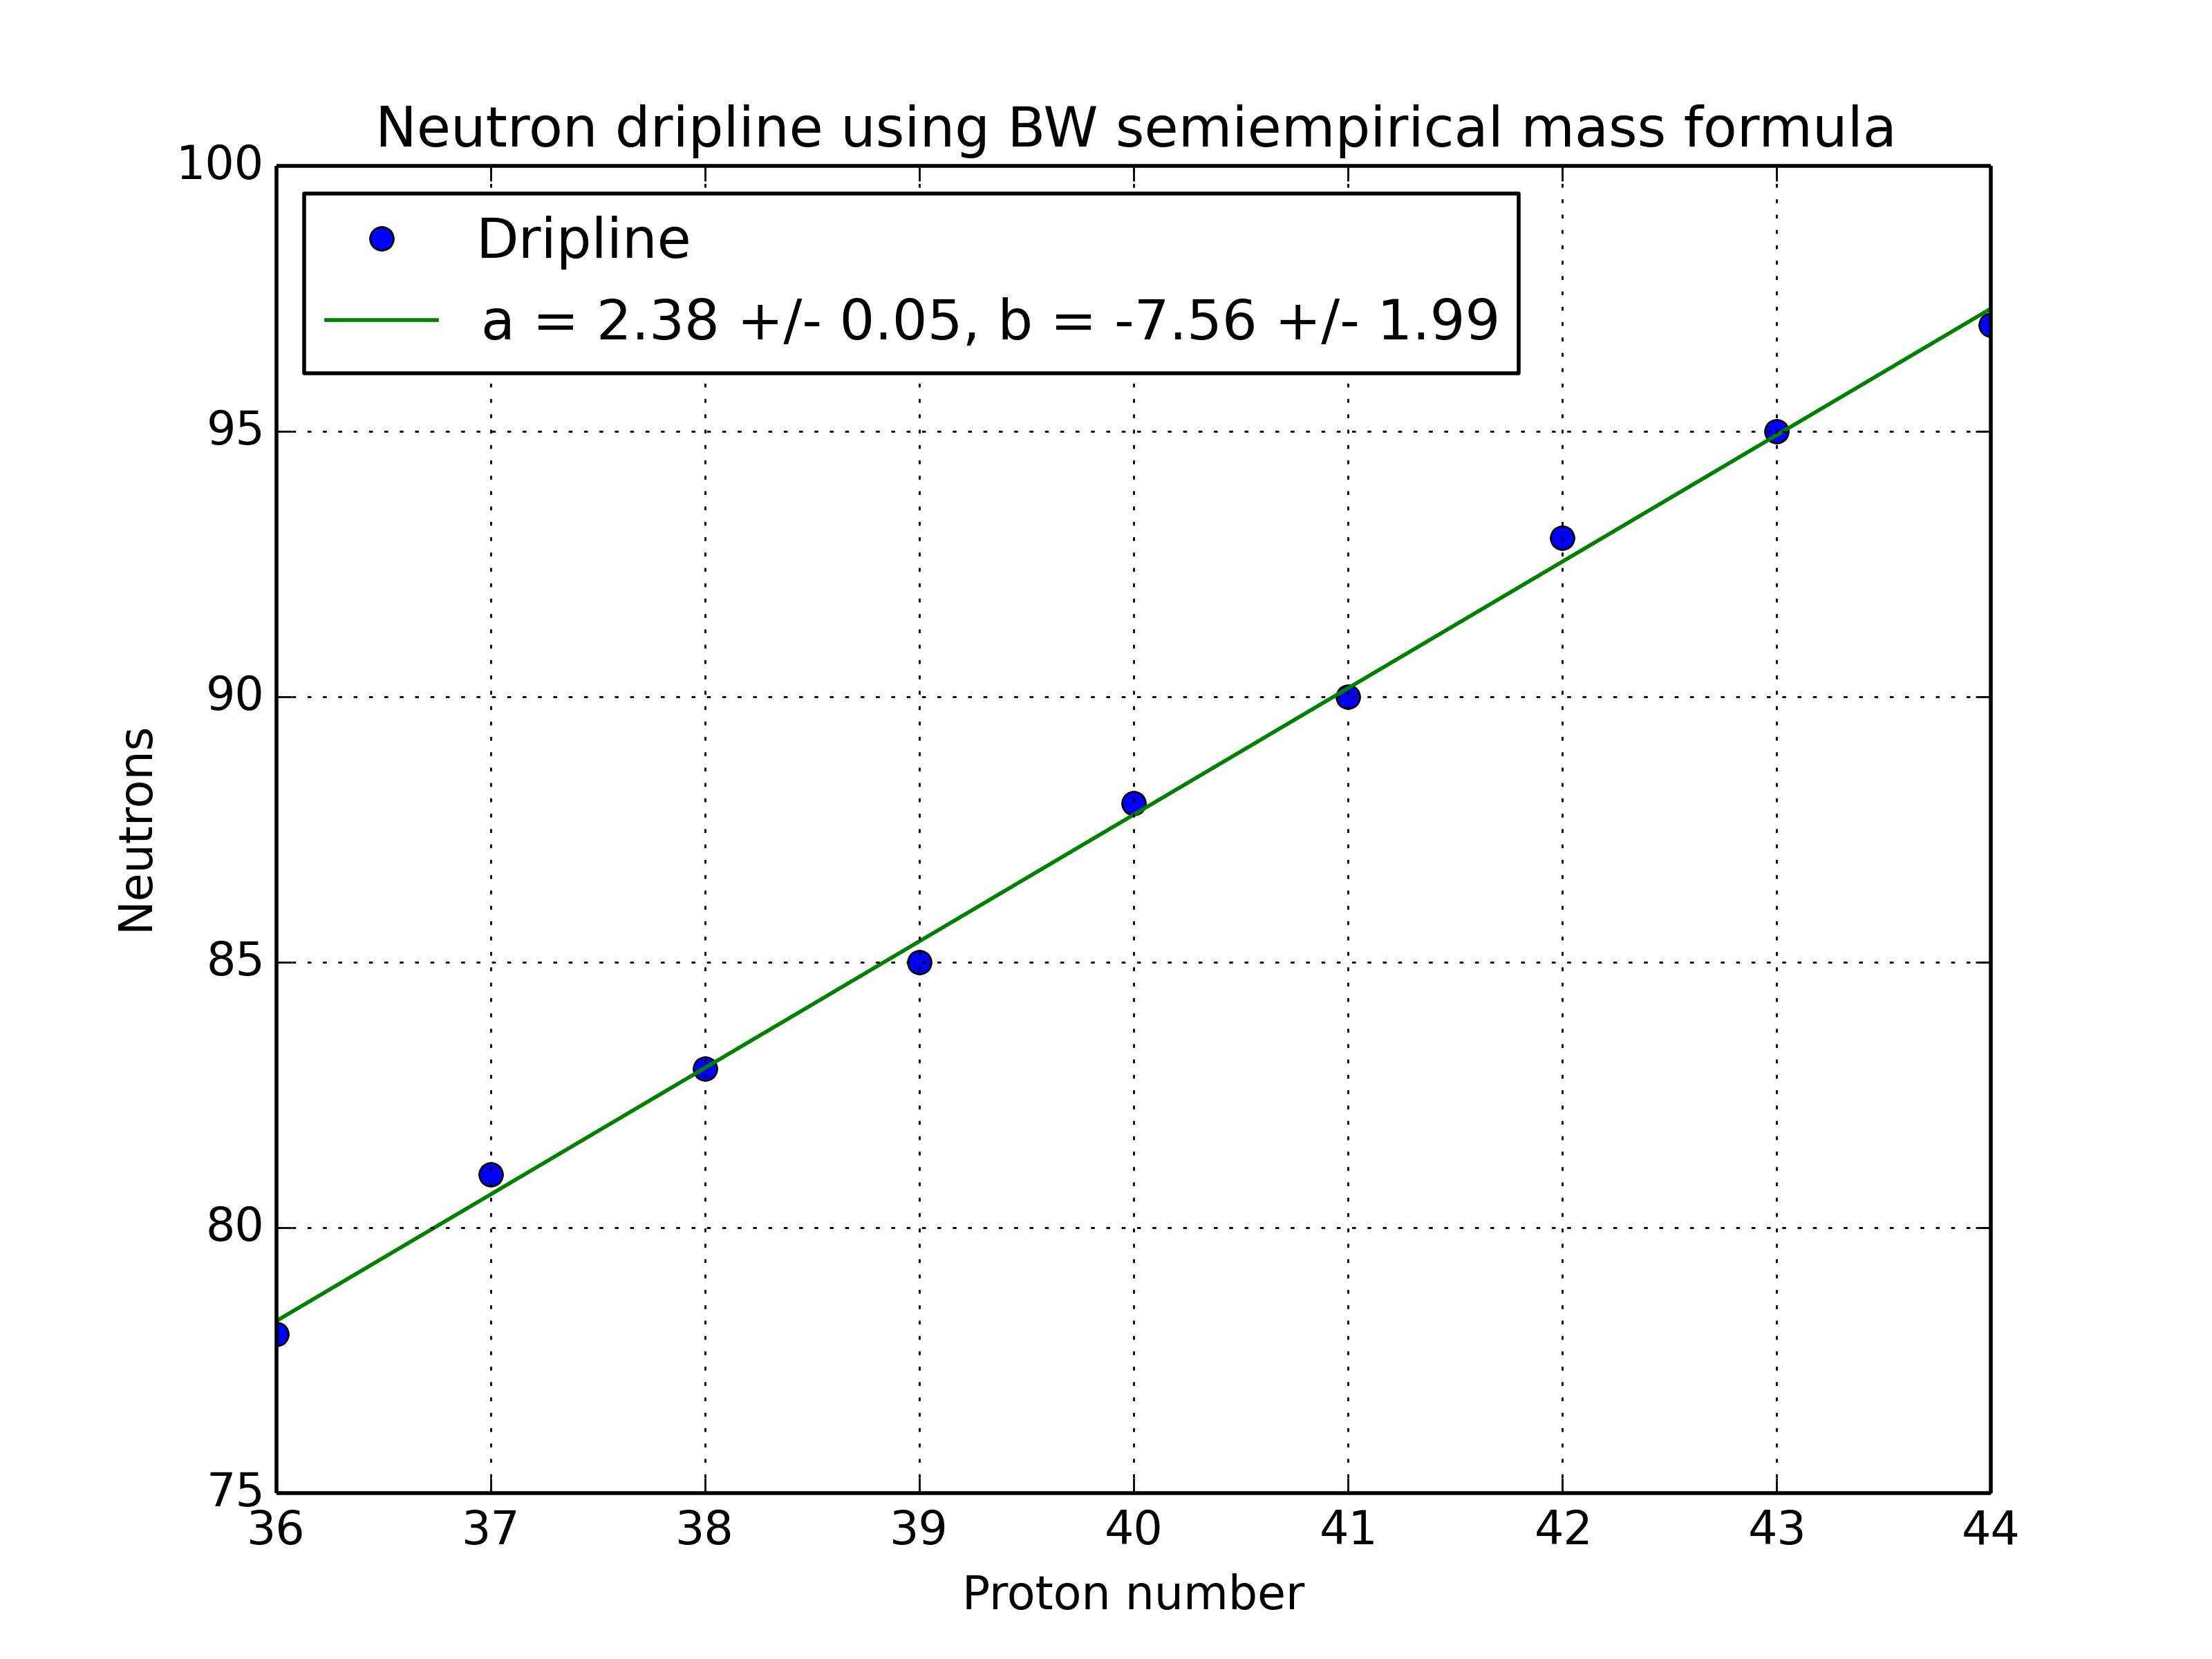 Neutron dripline using BW semiempirical mass formula
100
Dripline
a = 2.38 +/- 0.05, b = -7.56 +/- 1.99
95
90
Neutrons
85
80
75
36 37 38 39 40 41 42 43 44
Proton number